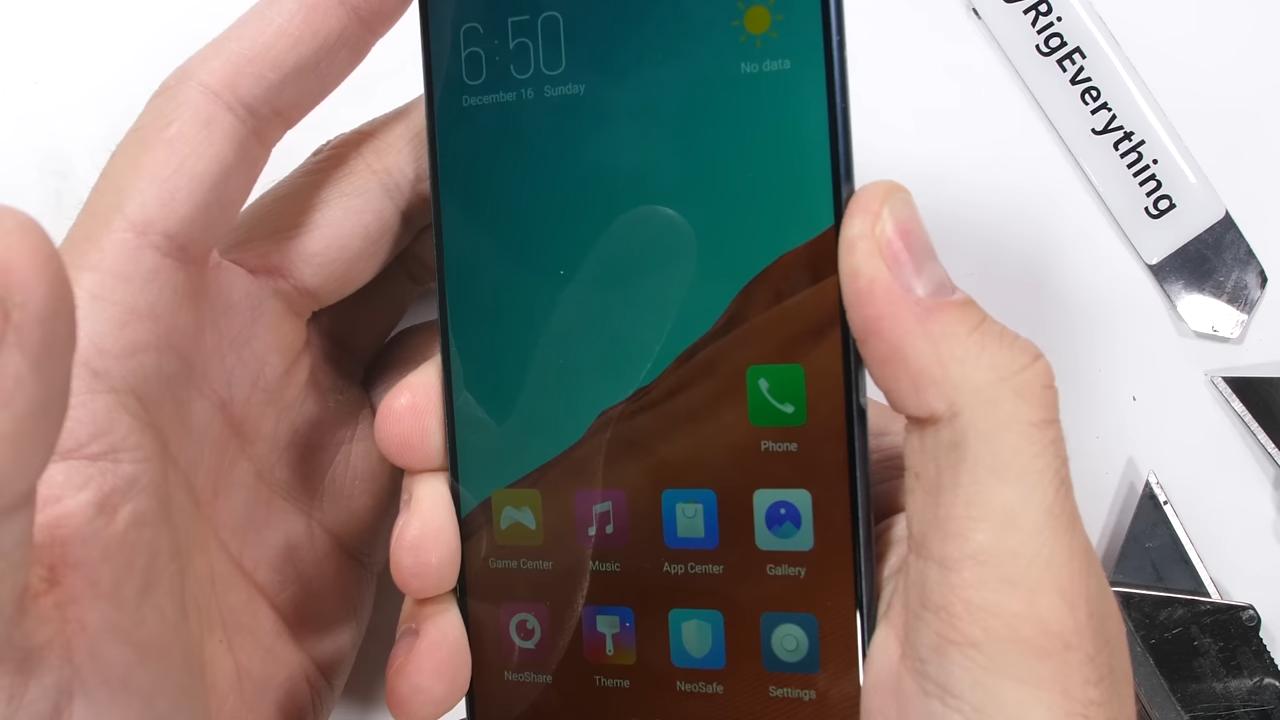 6:50
December 16 Sunday
No data
RigEverything
Phone
Game Center
Music
App Center
Gallery
NeoShare
Theme
NeoSafe
Settings